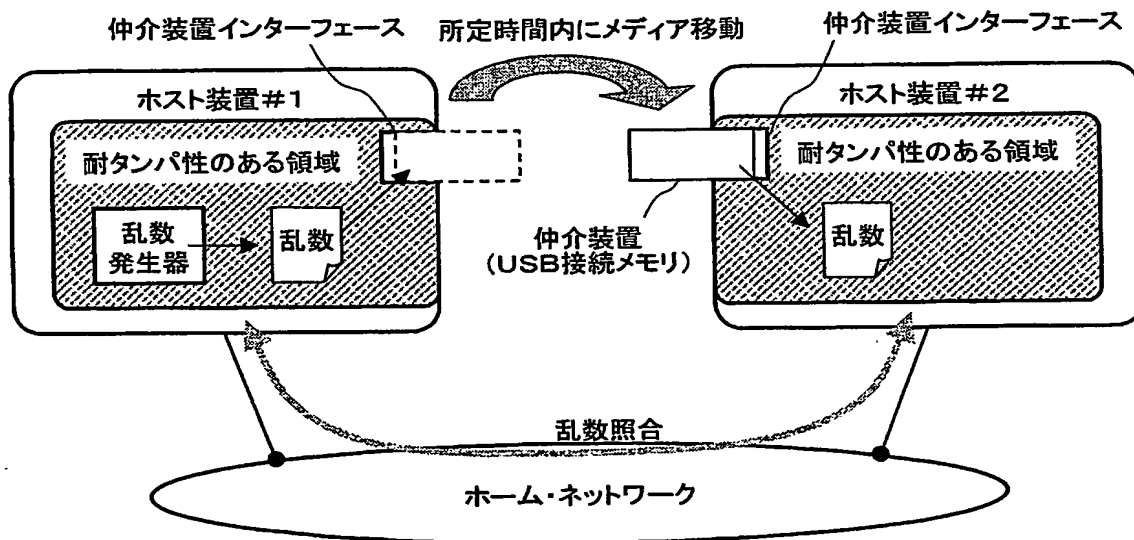 仲介装置インターフェース
所定時間内にメディア移動
仲介装置インターフェース
ホスト装置#1
ホスト装置#2
耐タンパ性のある領域
耐タンパ性のある領域
乱数
発生器
乱数
仲介装置
(USB接続メモリ)
乱数
乱数照合
ホーム・ネットワーク